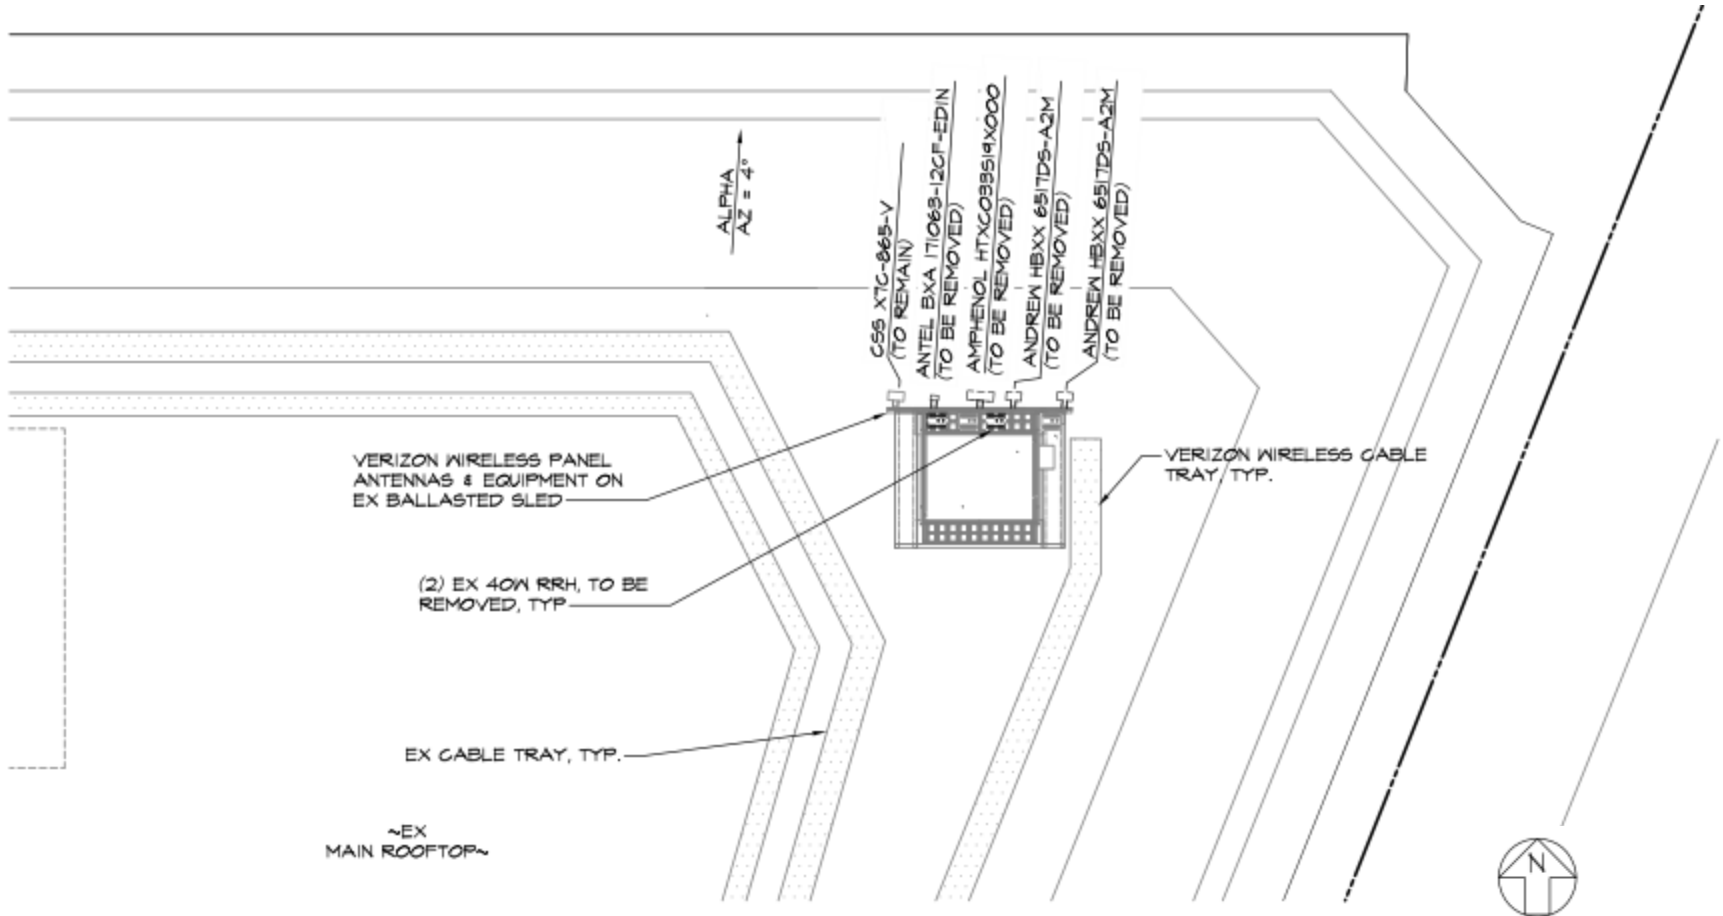 ALPHA
AZ = 4°
CSS X7C-865-V
(TO REMAIN)
ANTEL BXA 171063-12CF-EDIN
(TO BE REMOVED)
AMPHENOL HTXC033519X000
(TO BE REMOVED)
ANDREW HBXX 6517DS-A2M
(TO BE REMOVED)
ANDREW HBXX 6517DS-A2M
(TO BE REMOVED)
VERIZON WIRELESS PANEL
ANTENNAS & EQUIPMENT ON
EX BALLASTED SLED
VERIZON WIRELESS CABLE
TRAY, TYP.
(2) EX 40W RRH, TO BE
REMOVED, TYP
EX CABLE TRAY, TYP.
~EX
MAIN ROOFTOP~
N